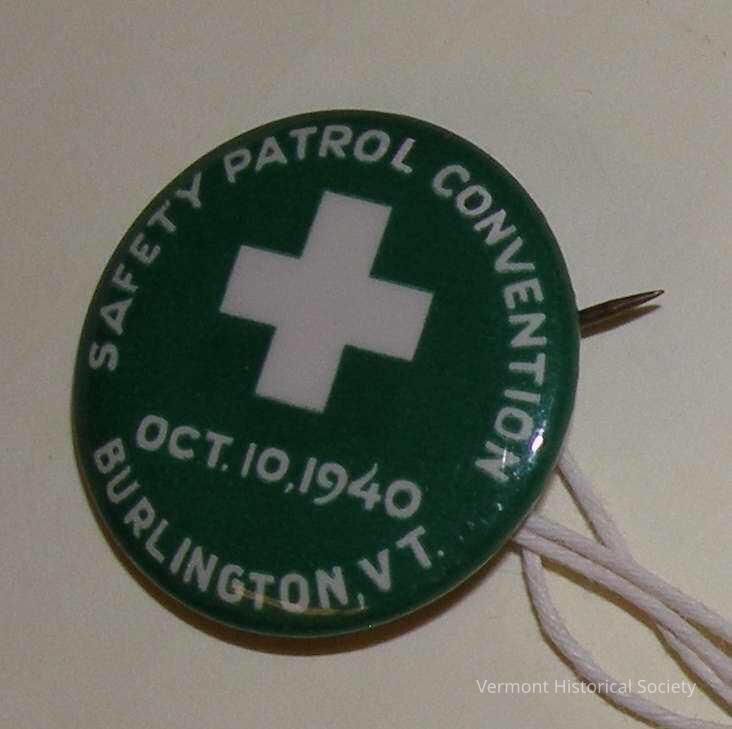 SAFETY PATROL CONVENTION
OCT. 10, 1940
BURLINGTON, VT.
Vermont Historical Society